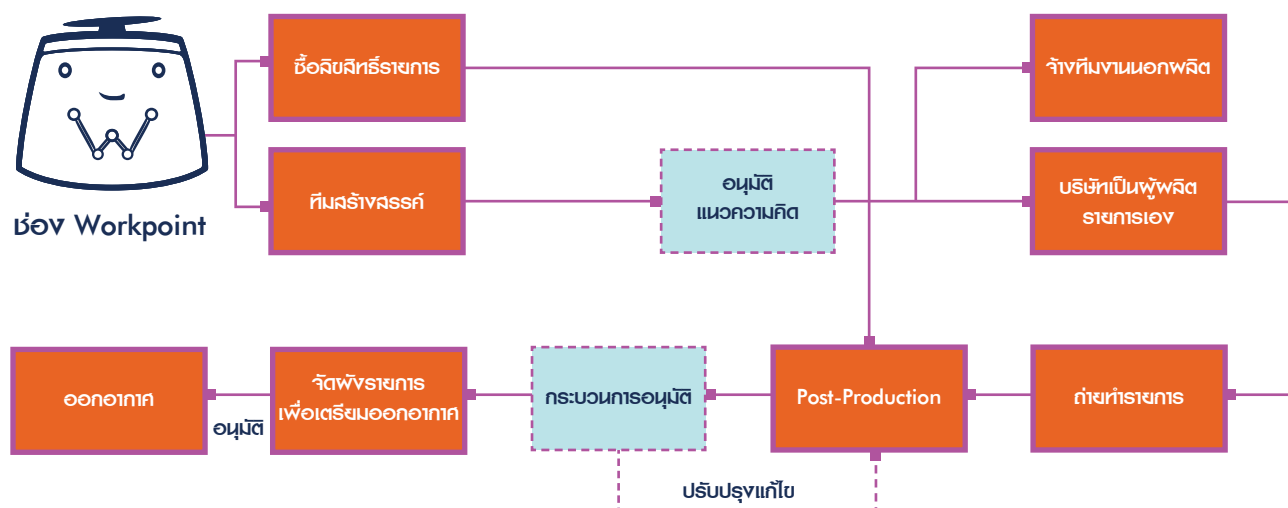 ซื้อลิขสิทธิ์รายการ
จ้างทีมงานนอกผลิต
ช่อง Workpoint
ทีมสร้างสรรค์
อนุมัติ
แนวความคิด
บริษัทเป็นผู้ผลิต
รายการเอง
ออกอากาศ
อนุมัติ
จัดผังรายการ
เพื่อเตรียมออกอากาศ
กระบวนการอนุมัติ
Post-Production
ถ่ายทำรายการ
ปรับปรุงแก้ไข